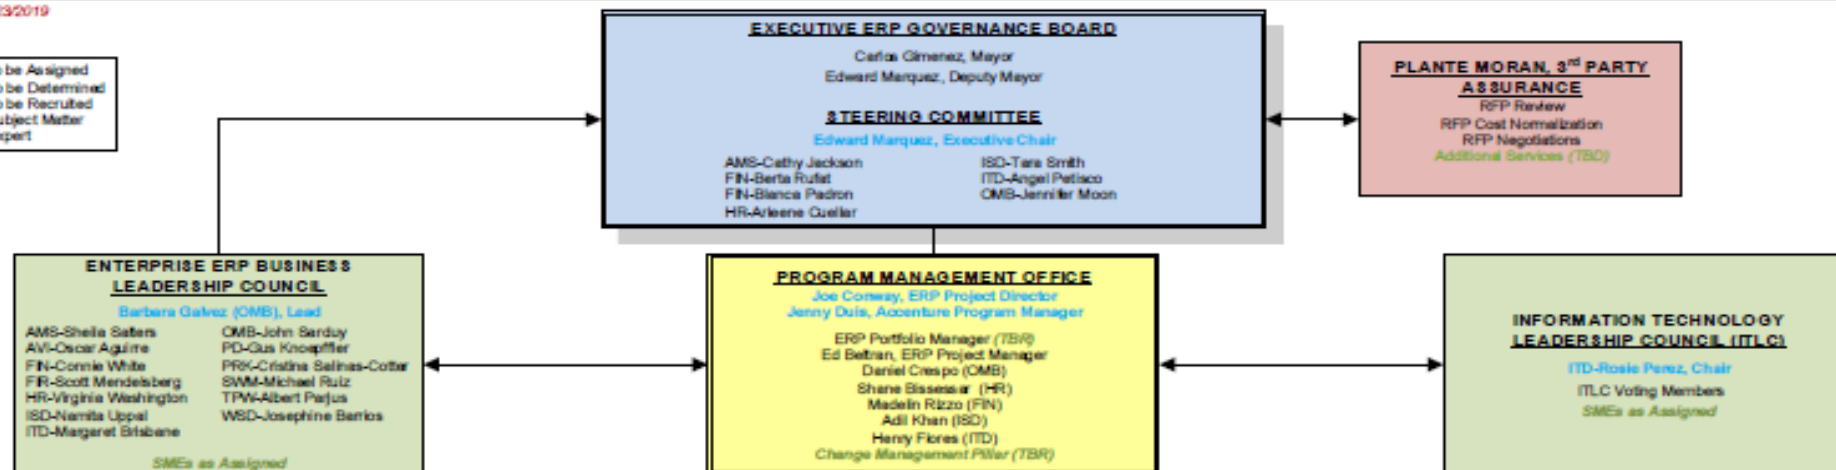 3/2019
be Assigned
be Determined
be Recruited
ubject Matter
xpert
EXECUTIVE ERP GOVERNANCE BOARD
Carlos Gimenez, Mayor
Edward Marquez, Deputy Mayor
STEERING COMMITTEE
Edward Marquez, Executive Chair
AMS-Cathy Jackson
FIN-Berta Rufat
FIN-Blanca Padron
HR-Arleene Cuellar
ISD-Tara Smith
ITD-Angel Petisco
OMB-Jennifer Moon
PLANTE MORAN, 3rd PARTY
ASSURANCE
RFP Review
RFP Cost Normalization
RFP Negotiations
Additional Services (TBD)
ENTERPRISE ERP BUSINESS
LEADERSHIP COUNCIL
Barbara Galvez (OMB), Lead
AMS-Sheila Satters
AVI-Oscar Aguirre
FIN-Connie White
FIR-Scott Mendelsberg
HR-Virginia Washington
ISD-Namita Uppal
ITD-Margaret Brisbane
OMB-John Sarduy
PD-Gus Knoepffler
PRK-Cristina Salinas-Cotter
SWM-Michael Ruiz
TPW-Albert Parjus
WSD-Josephine Barrios
SMEs as Assigned
PROGRAM MANAGEMENT OFFICE
Joe Conway, ERP Project Director
Jenny Duis, Accenture Program Manager
ERP Portfolio Manager (TBR)
Ed Beltran, ERP Project Manager
Daniel Crespo (OMB)
Shane Bissessar (HR)
Madelin Rizzo (FIN)
Adil Khan (ISD)
Henry Flores (ITD)
Change Management Pillar (TBR)
INFORMATION TECHNOLOGY
LEADERSHIP COUNCIL (ITLC)
ITD-Rosie Perez, Chair
ITLC Voting Members
SMEs as Assigned